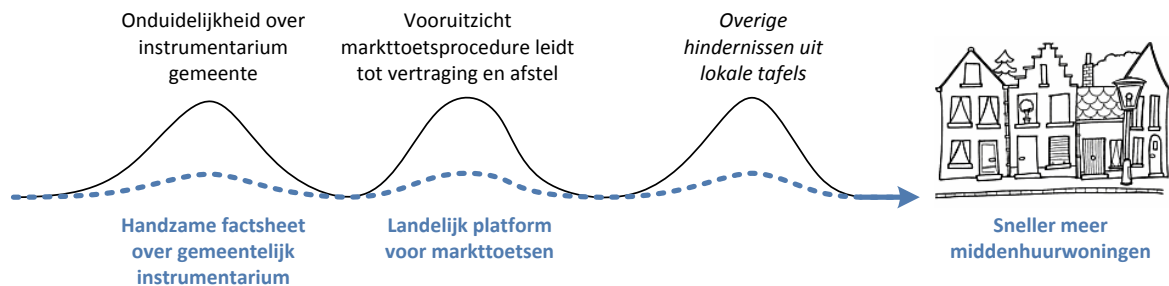 Onduidelijkheid over
instrumentarium
gemeente
Vooruitzicht
markttoetsprocedure leidt
tot vertraging en afstel
Overige
hindernissen uit
lokale tafels
Handzame factsheet
over gemeentelijk
instrumentarium
Landelijk platform
voor markttoetsen
Sneller meer
middenhuurwoningen